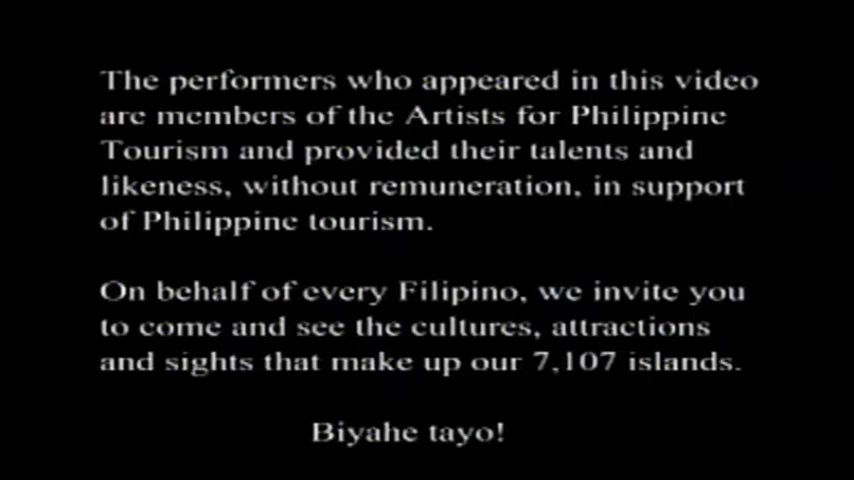 The performers who appeared in this video
are members of the Artists for Philippine
Tourism and provided their talents and
likeness, without remuneration, in support
of Philippine tourism.
On behalf of every Filipino, we invite you
to come and see the cultures, attractions
and sights that make up our 7,107 islands.
Biyahe tayo!